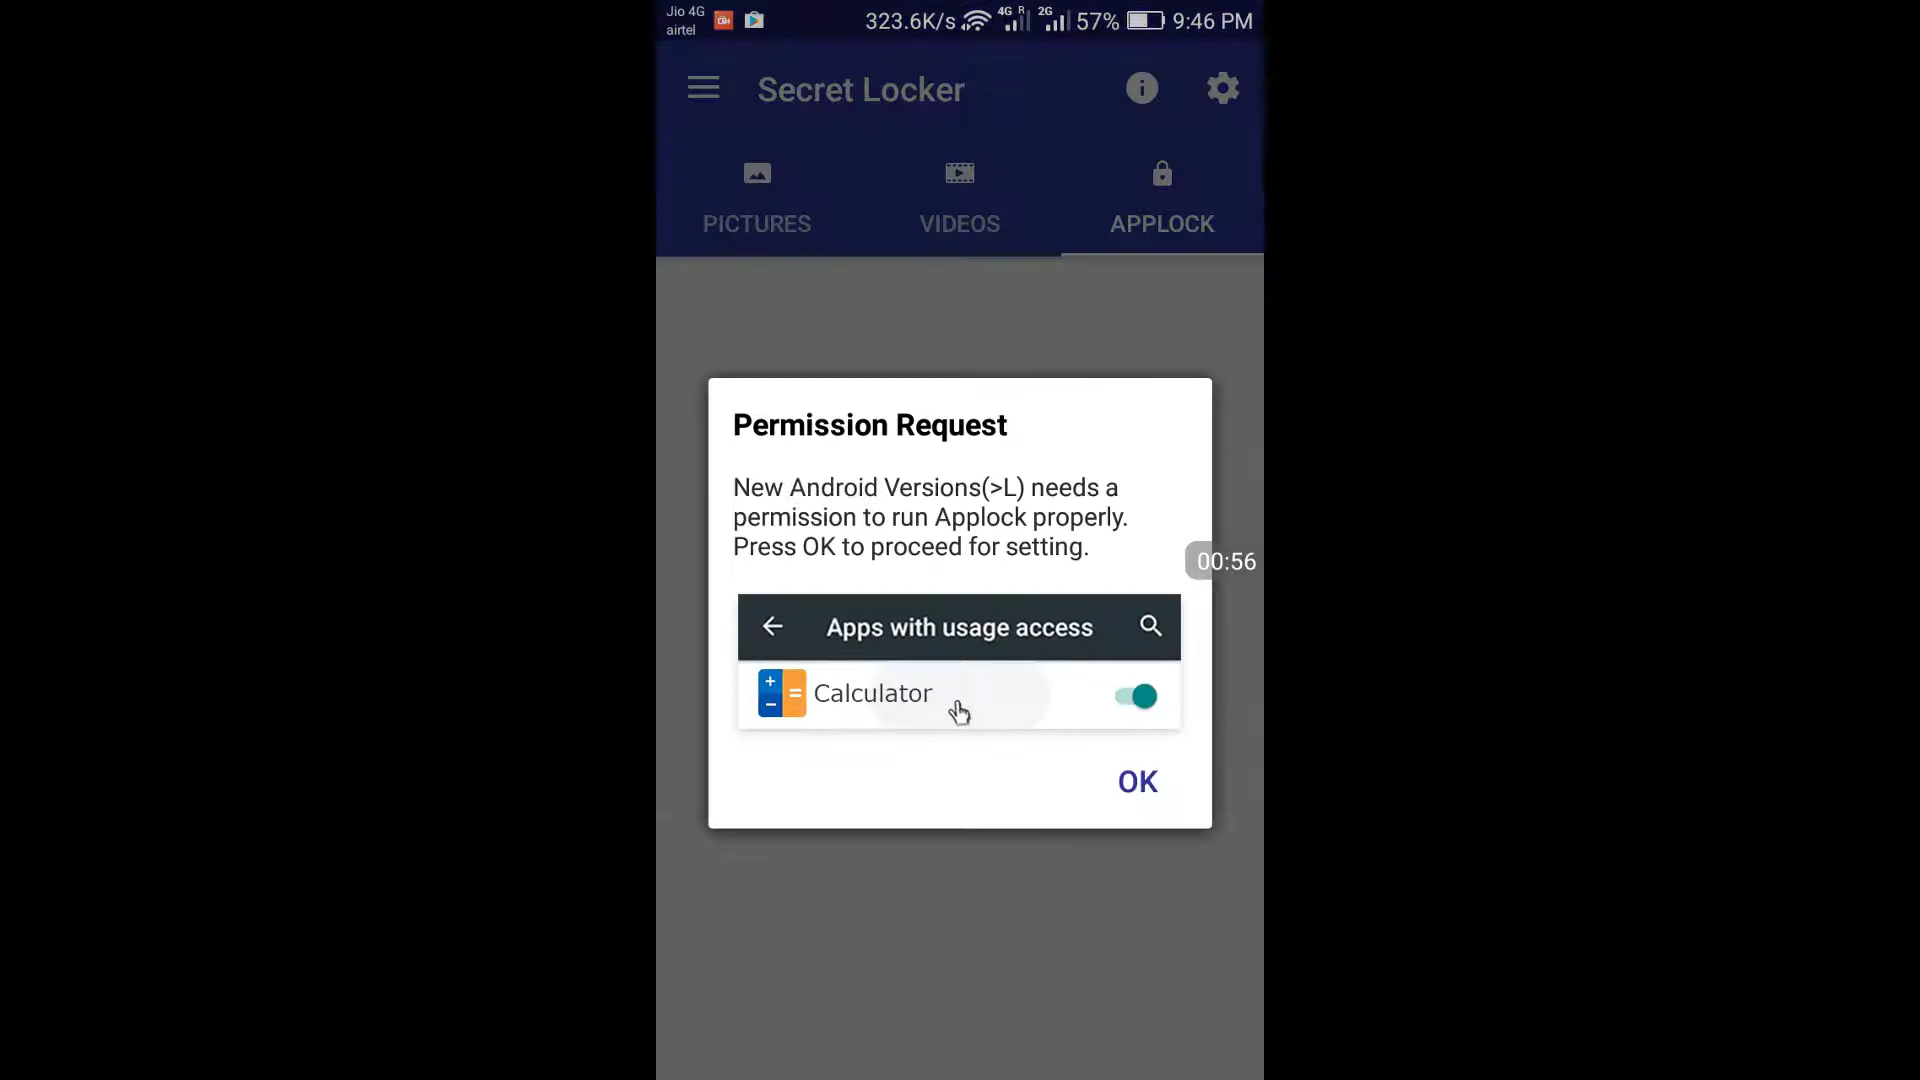 Jio 4G
airtel
323.6K/s 4G R 2G 57% 9:46 PM
Secret Locker
PICTURES VIDEOS APPLOCK
Permission Request
New Android Versions(>L) needs a
permission to run Applock properly.
Press OK to proceed for setting.
00:56
Apps with usage access
Calculator
OK